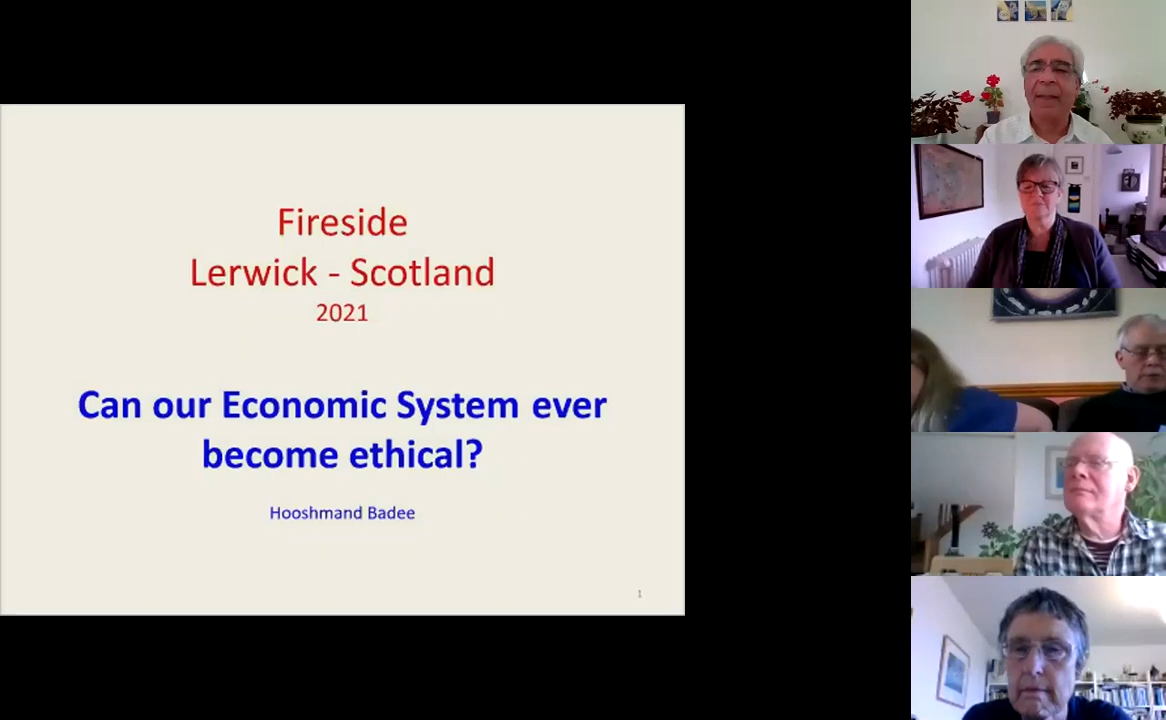 Fireside
Lerwick - Scotland
2021
Can our Economic System ever
become ethical?
Hooshmand Badee
1